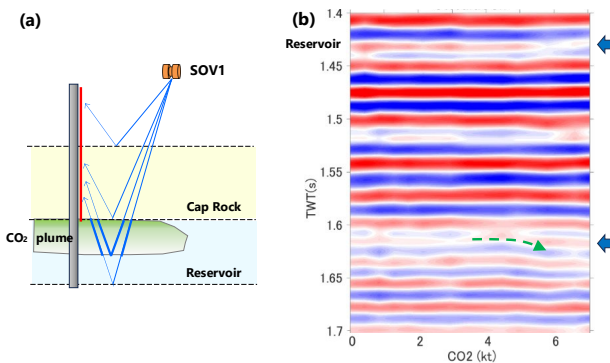 (a)
SOV1
Cap Rock
CO2 plume
Reservoir
(b)
Reservoir
1.4
1.45
1.5
1.55
1.6
1.65
1.7
TWT(s)
0
2
4
6
CO2 (kt)